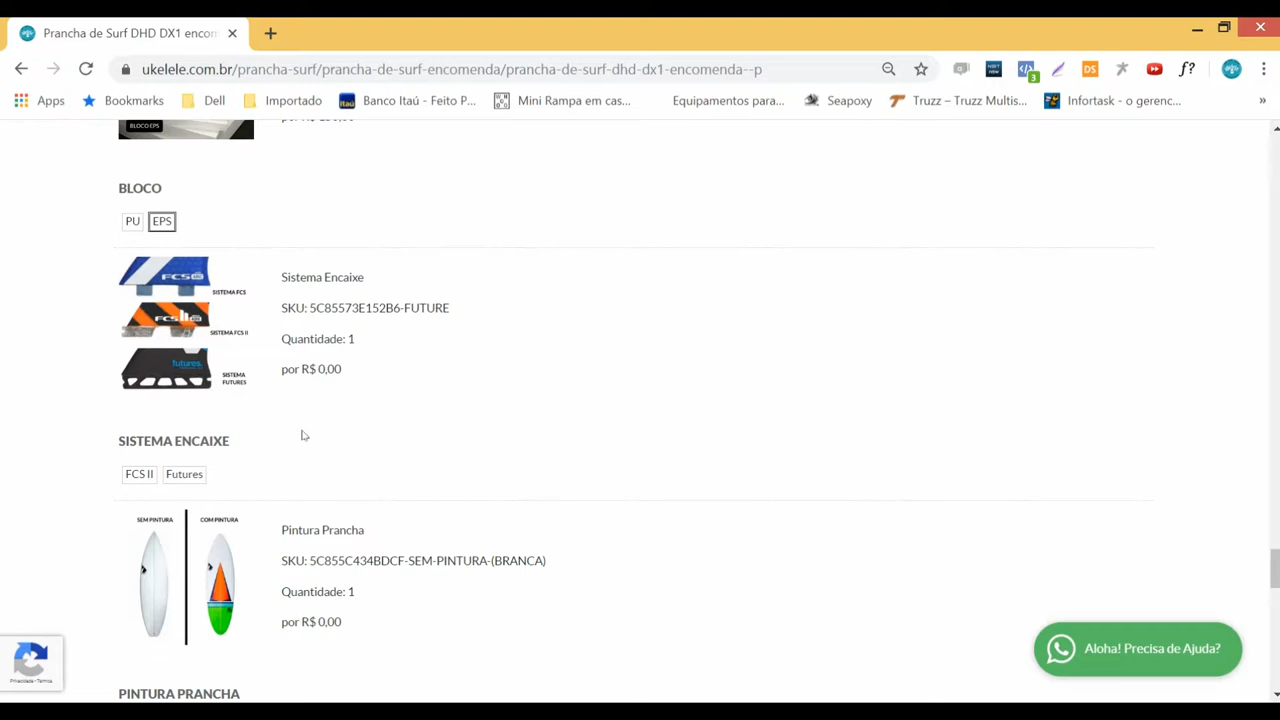 Prancha de Surf DHD DX1 encom
ukelele.com.br/prancha-surf/prancha-de-surf-encomenda/prancha-de-surf-dhd-dx1-encomenda--p
Apps Bookmarks Dell Importado Banco Itaú - Feito P... Mini Rampa em cas... Equipamentos para... Seapoxy Truzz – Truzz Multis... Infortask - o gerenc...
BLOCO EPS
BLOCO
PU EPS
Sistema Encaixe
SKU: 5C85573E152B6-FUTURE
Quantidade: 1
por R$ 0,00
FCS
SISTEMA FCS
FCS II
SISTEMA FCS II
futures.
SISTEMA
FUTURES
SISTEMA ENCAIXE
FCS II Futures
SEM PINTURA COM PINTURA
Pintura Prancha
SKU: 5C855C434BDCF-SEM-PINTURA-(BRANCA)
Quantidade: 1
por R$ 0,00
PINTURA PRANCHA
Aloha! Precisa de Ajuda?
Privacidade - Termos